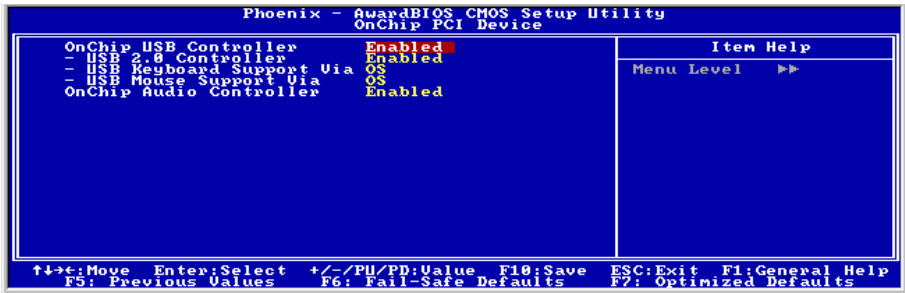 Phoenix - AwardBIOS CMOS Setup Utility
OnChip PCI Device
OnChip USB Controller Enabled
- USB 2.0 Controller Enabled
- USB Keyboard Support Via OS
- USB Mouse Support Via OS
OnChip Audio Controller Enabled
Item Help
Menu Level ►►
↑↓→←:Move Enter:Select +/-/PU/PD:Value F10:Save ESC:Exit F1:General Help
F5: Previous Values F6: Fail-Safe Defaults F7: Optimized Defaults